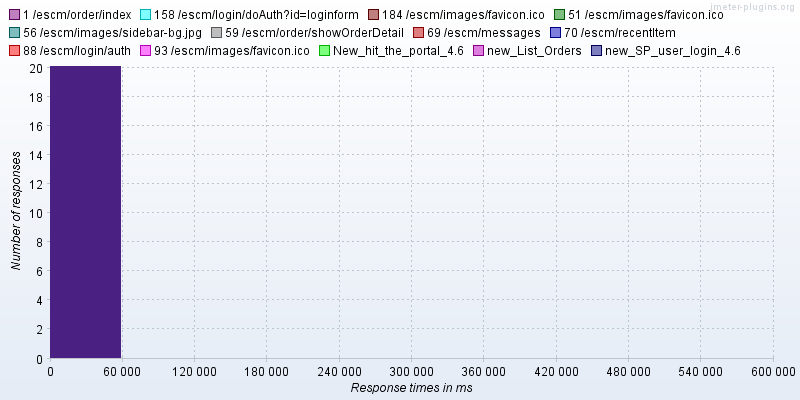 jmeter-plugins.org
1 /escm/order/index 158 /escm/login/doAuth?id=loginform 184 /escm/images/favicon.ico 51 /escm/images/favicon.ico
56 /escm/images/sidebar-bg.jpg 59 /escm/order/showOrderDetail 69 /escm/messages 70 /escm/recentItem
88 /escm/login/auth 93 /escm/images/favicon.ico New_hit_the_portal_4.6 new_List_Orders new_SP_user_login_4.6
Number of responses
20
18
16
14
12
10
8
6
4
2
0
0 60 000 120 000 180 000 240 000 300 000 360 000 420 000 480 000 540 000 600 000
Response times in ms